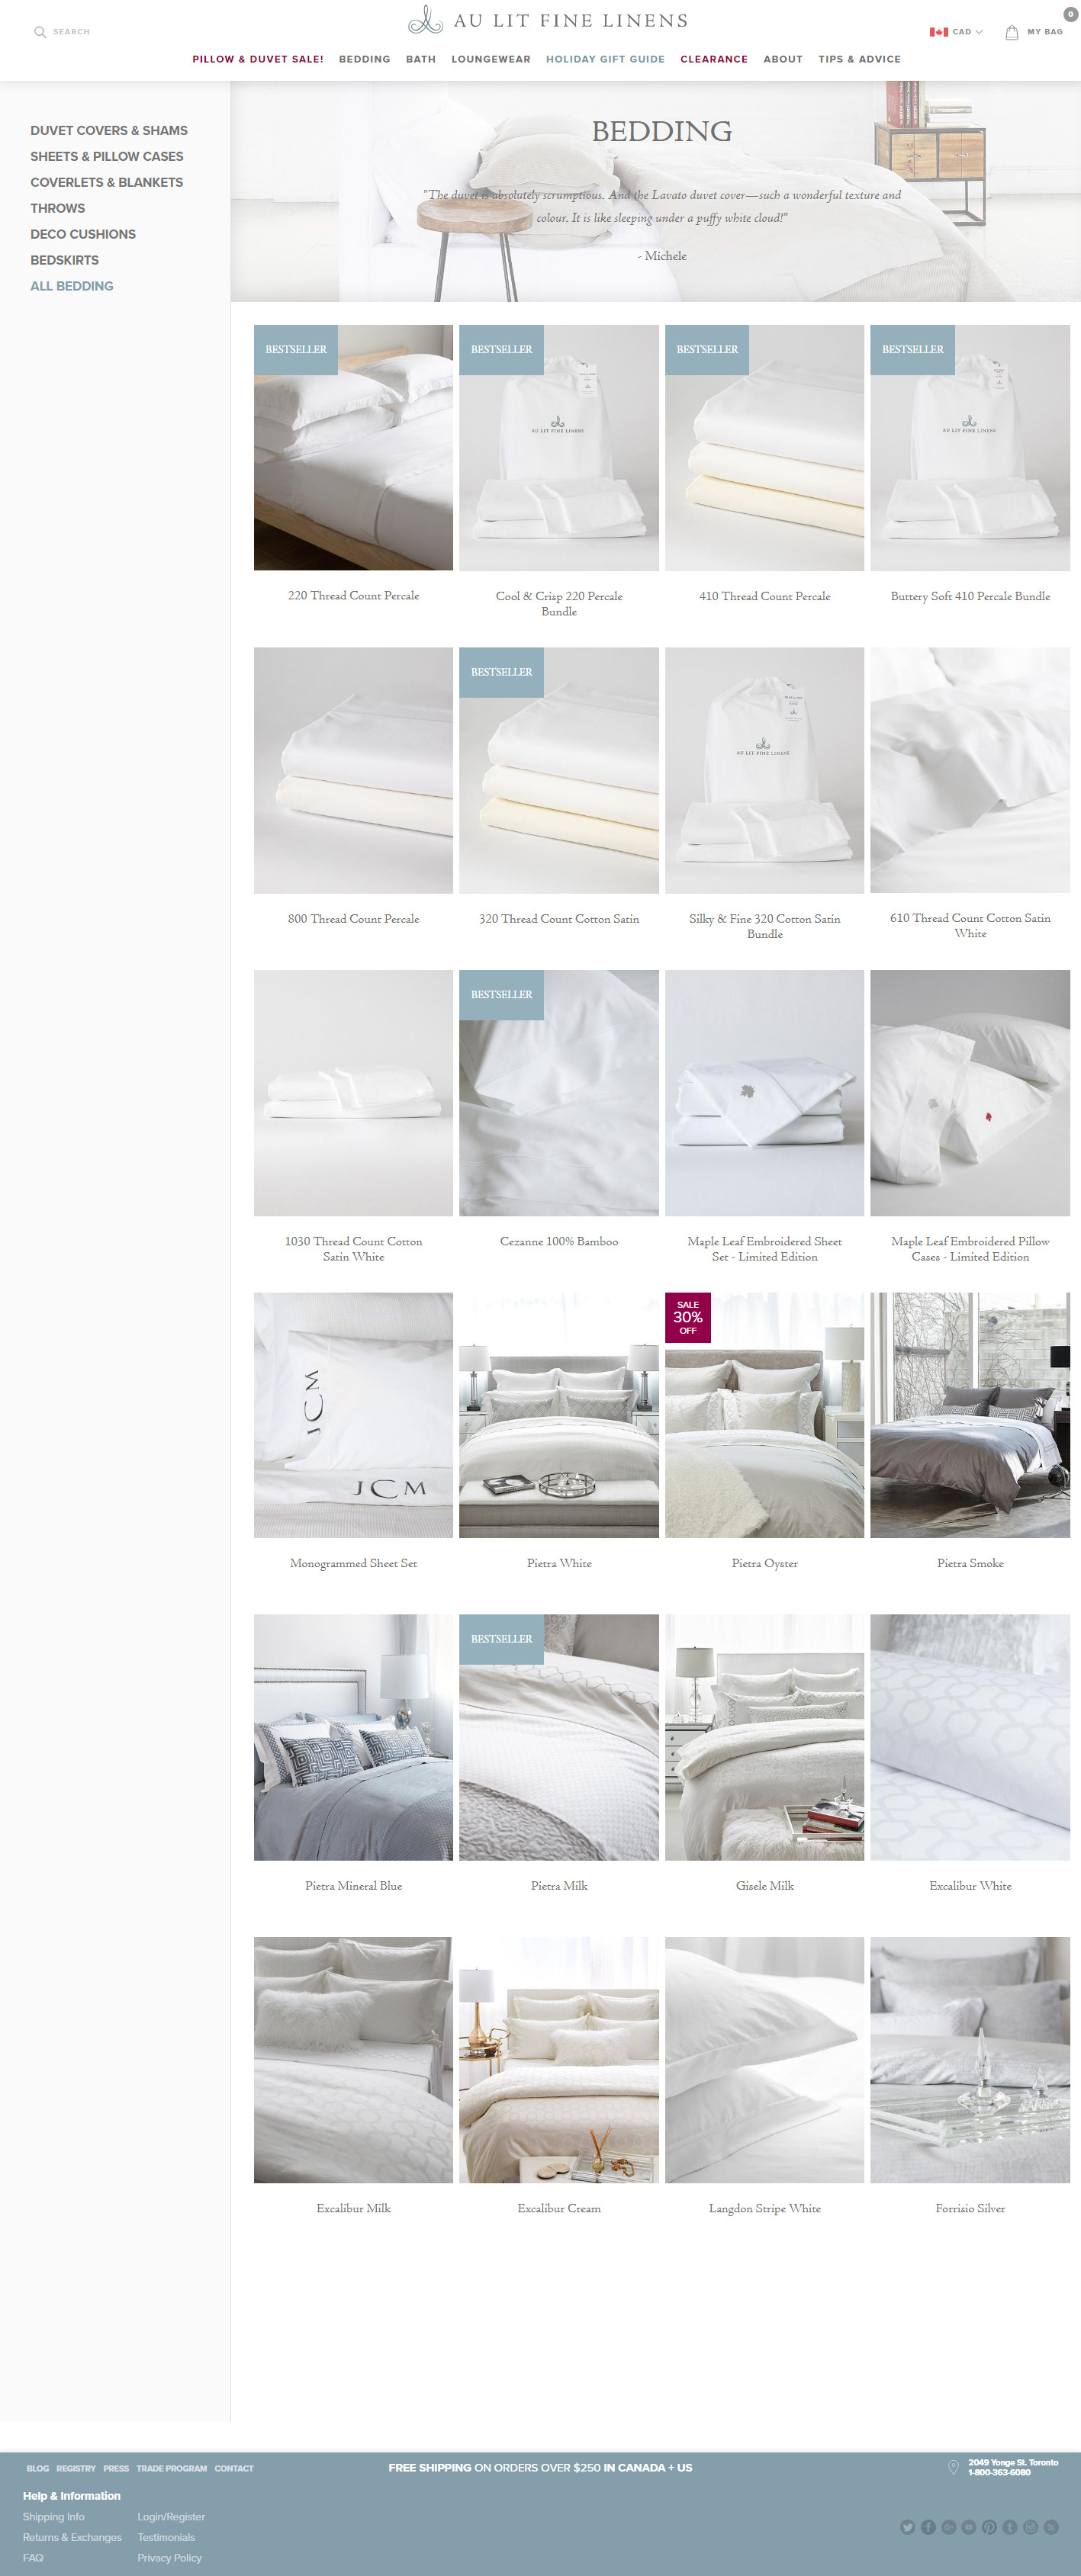 SEARCH
AU LIT FINE LINENS
CAD
MY BAG
0
PILLOW & DUVET SALE! BEDDING BATH LOUNGEWEAR HOLIDAY GIFT GUIDE CLEARANCE ABOUT TIPS & ADVICE
DUVET COVERS & SHAMS
SHEETS & PILLOW CASES
COVERLETS & BLANKETS
THROWS
DECO CUSHIONS
BEDSKIRTS
ALL BEDDING
BEDDING
"The duvet is absolutely scrumptious. And the Lavato duvet cover—such a wonderful texture and
colour. It is like sleeping under a puffy white cloud!"
- Michele
BESTSELLER
BESTSELLER
BESTSELLER
BESTSELLER
AU LIT FINE LINENS
AU LIT FINE LINENS
220 Thread Count Percale
Cool & Crisp 220 Percale
Bundle
410 Thread Count Percale
Buttery Soft 410 Percale Bundle
BESTSELLER
AU LIT FINE LINENS
800 Thread Count Percale
320 Thread Count Cotton Satin
Silky & Fine 320 Cotton Satin
Bundle
610 Thread Count Cotton Satin
White
BESTSELLER
1030 Thread Count Cotton
Satin White
Cezanne 100% Bamboo
Maple Leaf Embroidered Sheet
Set - Limited Edition
Maple Leaf Embroidered Pillow
Cases - Limited Edition
JCM
JCM
SALE
30%
OFF
Monogrammed Sheet Set
Pietra White
Pietra Oyster
Pietra Smoke
BESTSELLER
Pietra Mineral Blue
Pietra Milk
Gisele Milk
Excalibur White
Excalibur Milk
Excalibur Cream
Langdon Stripe White
Forrisio Silver
BLOG REGISTRY PRESS TRADE PROGRAM CONTACT
FREE SHIPPING ON ORDERS OVER $250 IN CANADA + US
2049 Yonge St. Toronto
1-800-363-6080
Help & Information
Shipping Info
Login/Register
Returns & Exchanges
Testimonials
FAQ
Privacy Policy